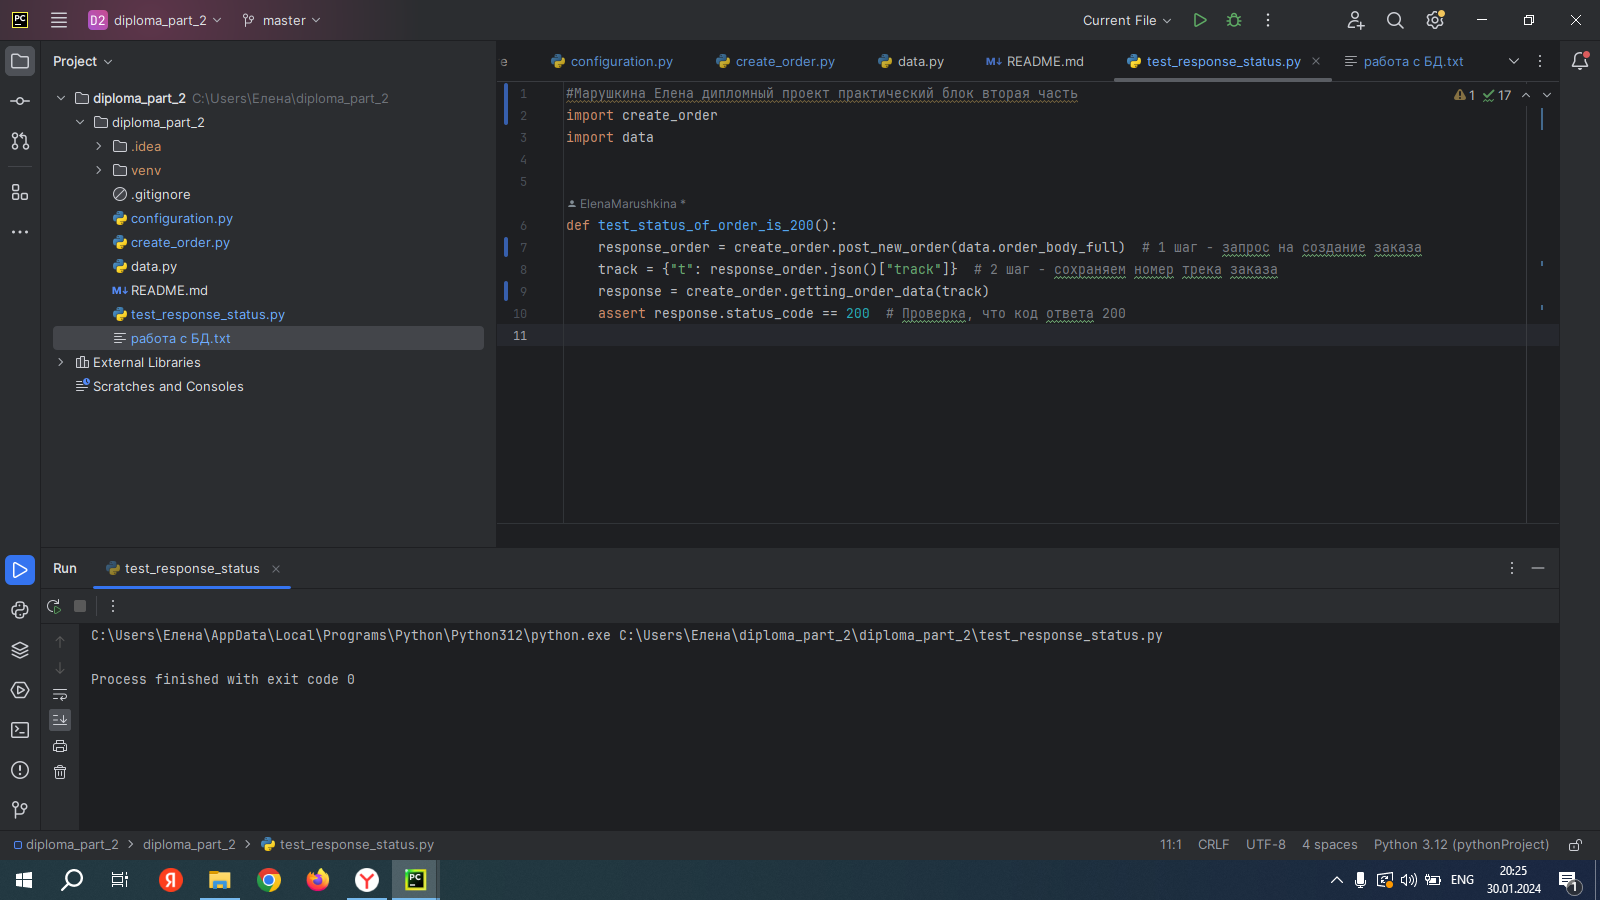 PC
D2 diploma_part_2
master
Current File
Project
e
configuration.py
create_order.py
data.py
M↓ README.md
test_response_status.py
работа с БД.txt
diploma_part_2 C:\Users\Елена\diploma_part_2
diploma_part_2
.idea
venv
.gitignore
configuration.py
create_order.py
data.py
M↓ README.md
test_response_status.py
работа с БД.txt
External Libraries
Scratches and Consoles
1 17
1 #Марушкина Елена дипломный проект практический блок вторая часть
2 import create_order
3 import data
4
5
ElenaMarushkina *
6 def test_status_of_order_is_200():
7 response_order = create_order.post_new_order(data.order_body_full) # 1 шаг - запрос на создание заказа
8 track = {"t": response_order.json()["track"]} # 2 шаг - сохраняем номер трека заказа
9 response = create_order.getting_order_data(track)
10 assert response.status_code == 200 # Проверка, что код ответа 200
11
Run
test_response_status
C:\Users\Елена\AppData\Local\Programs\Python\Python312\python.exe C:\Users\Елена\diploma_part_2\diploma_part_2\test_response_status.py
Process finished with exit code 0
diploma_part_2 > diploma_part_2 > test_response_status.py
11:1 CRLF UTF-8 4 spaces Python 3.12 (pythonProject)
Я
Y
PC
ENG
20:25
30.01.2024
1